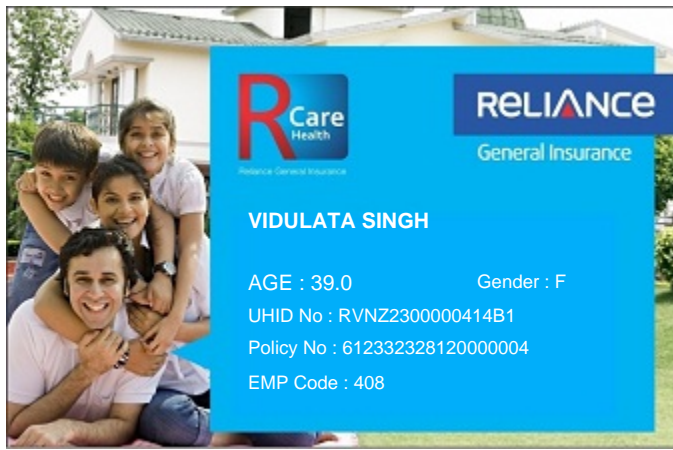 R Care
Health
Reliance General Insurance
RELIANCE
General Insurance
VIDULATA SINGH
AGE : 39.0 Gender : F
UHID No : RVNZ2300000414B1
Policy No : 612332328120000004
EMP Code : 408